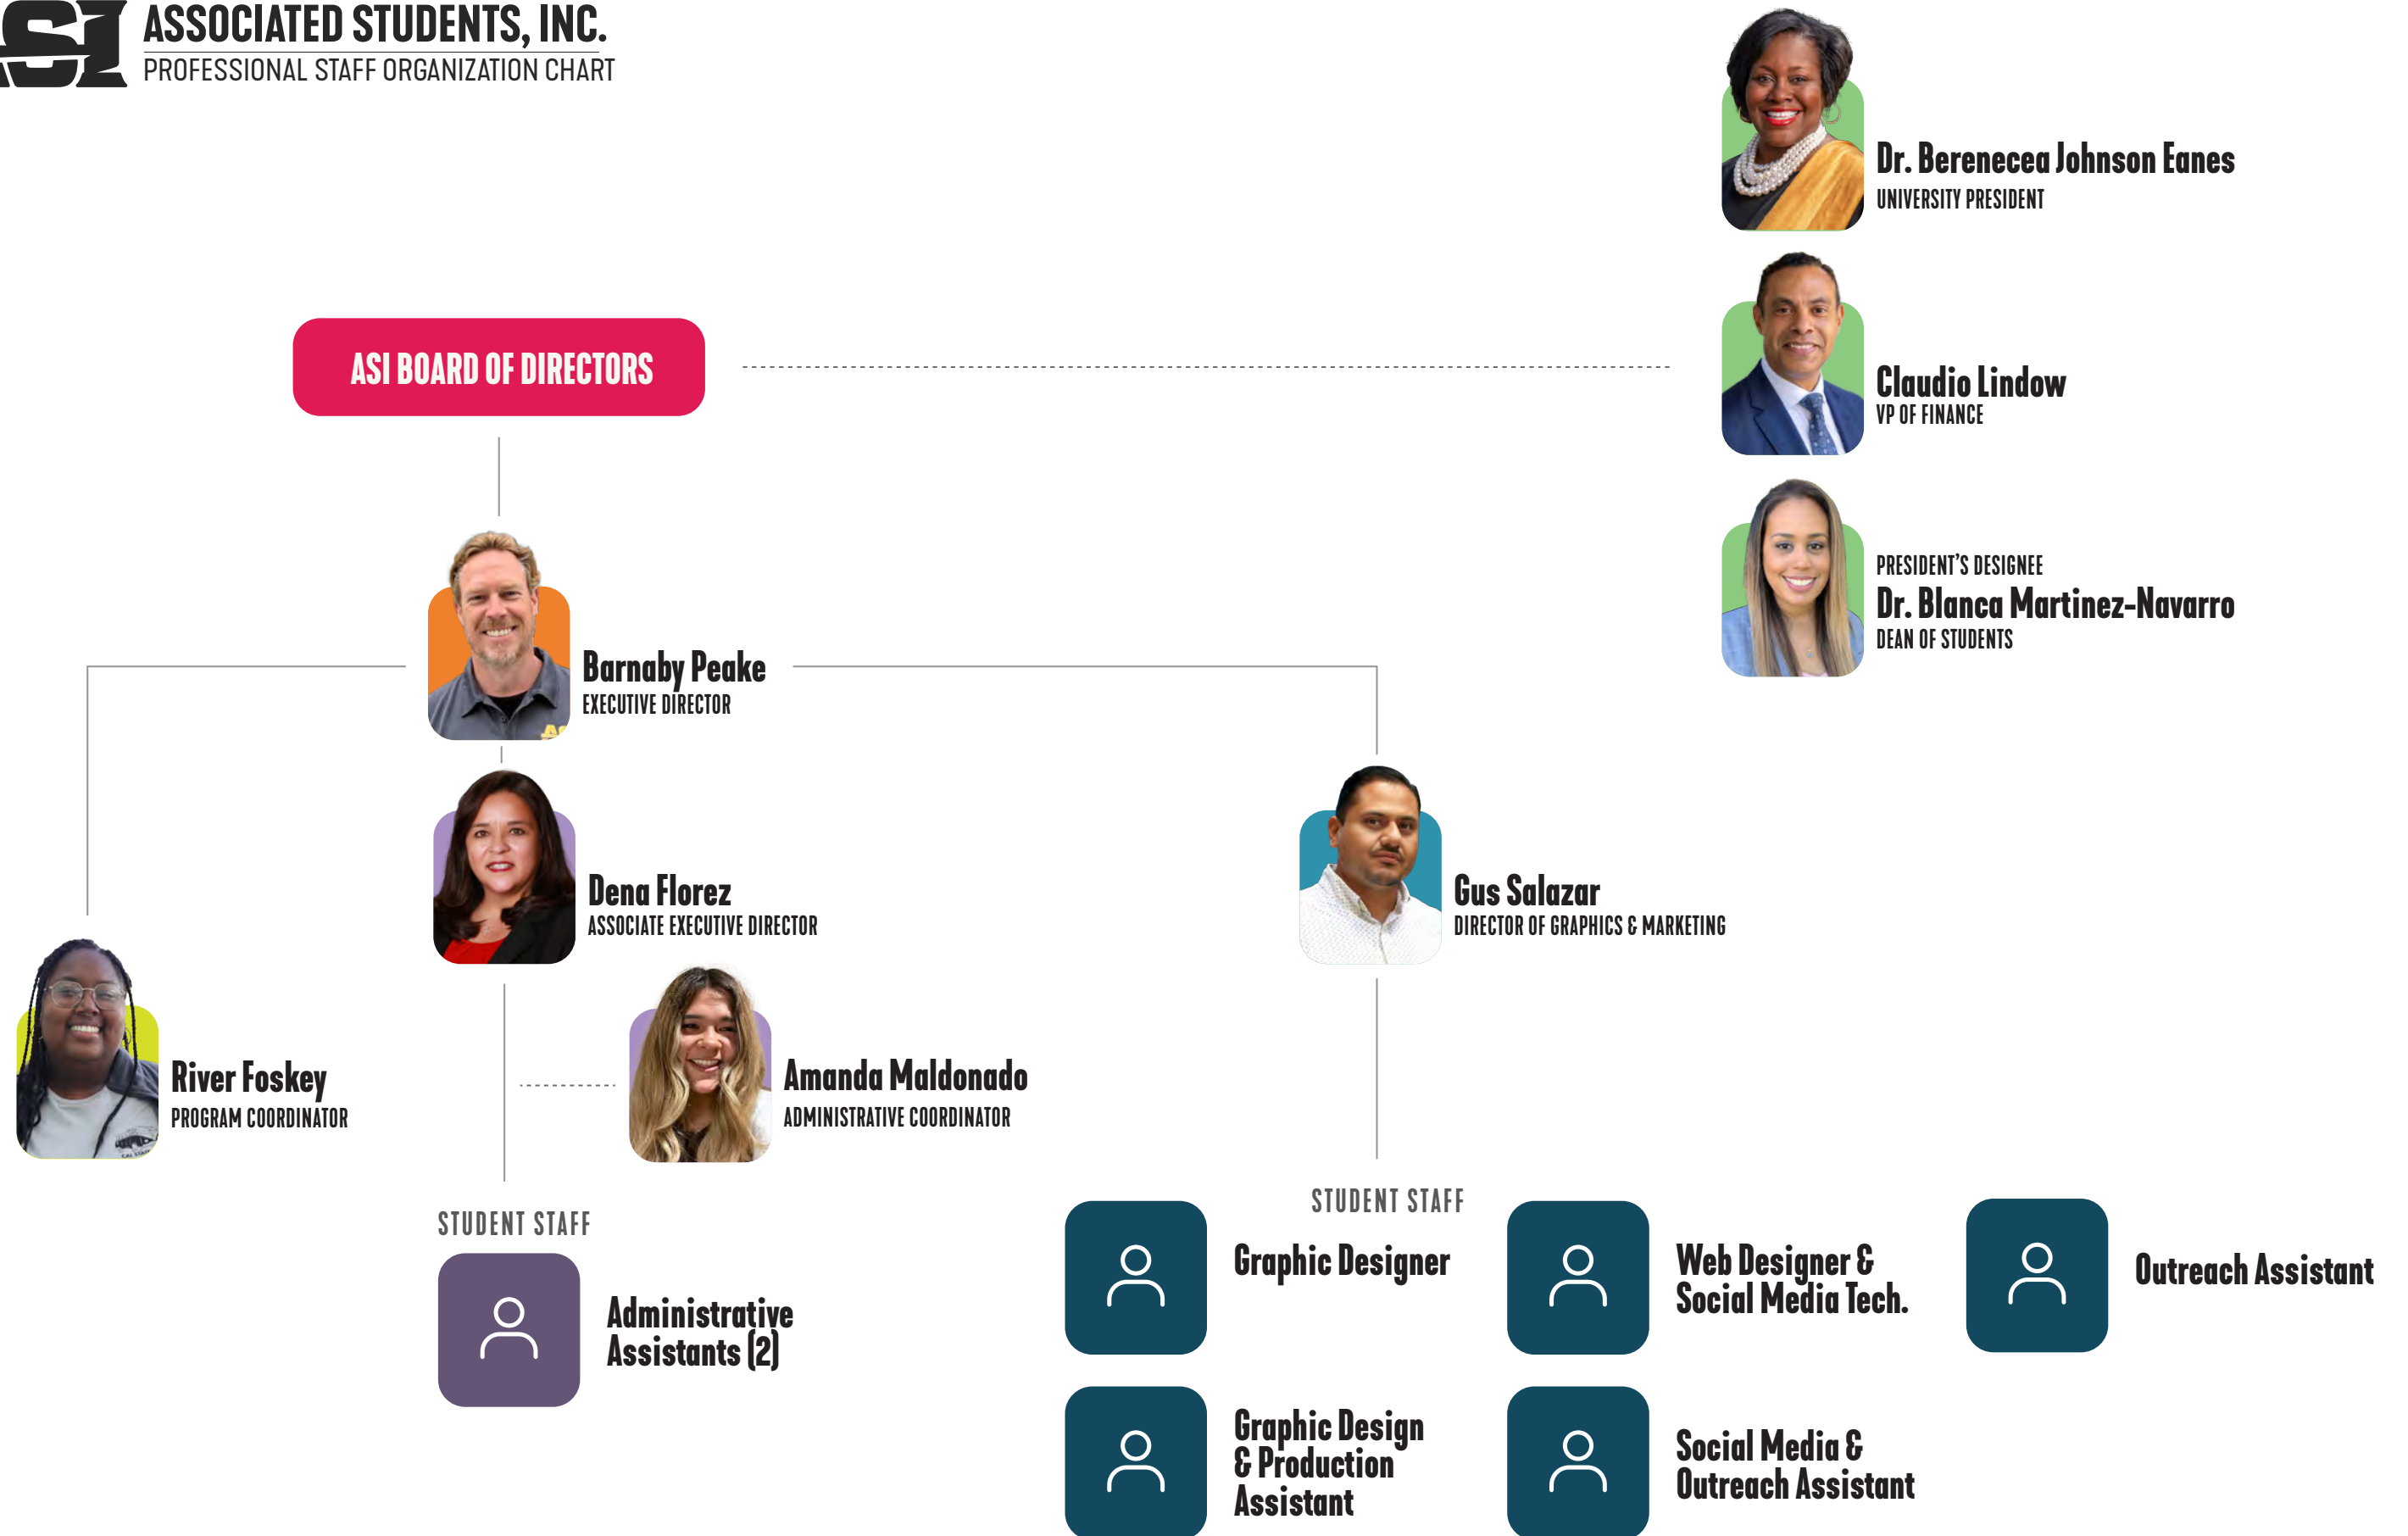 ASI
ASSOCIATED STUDENTS, INC.
PROFESSIONAL STAFF ORGANIZATION CHART
Dr. Berenecea Johnson Eanes
UNIVERSITY PRESIDENT
ASI BOARD OF DIRECTORS
Claudio Lindow
VP OF FINANCE
PRESIDENT'S DESIGNEE
Dr. Blanca Martinez-Navarro
DEAN OF STUDENTS
Barnaby Peake
EXECUTIVE DIRECTOR
Dena Florez
ASSOCIATE EXECUTIVE DIRECTOR
Gus Salazar
DIRECTOR OF GRAPHICS & MARKETING
River Foskey
PROGRAM COORDINATOR
Amanda Maldonado
ADMINISTRATIVE COORDINATOR
STUDENT STAFF
Administrative
Assistants (2)
STUDENT STAFF
Graphic Designer
Web Designer &
Social Media Tech.
Outreach Assistant
Graphic Design
& Production
Assistant
Social Media &
Outreach Assistant